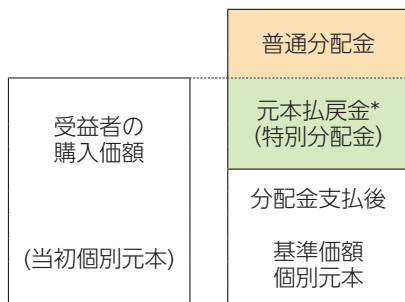 普通分配金
受益者の
購入価額
(当初個別元本)
元本払戻金*
(特別分配金)
分配金支払後
基準価額
個別元本